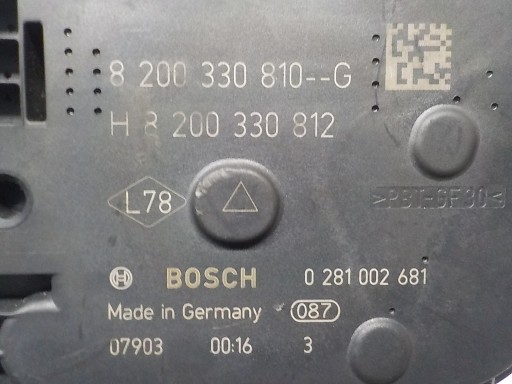 8 200 330 810--G
H 8 200 330 812
L78
>PBT-GF30<
BOSCH 0 281 002 681
Made in Germany 087
07903 00:16 3